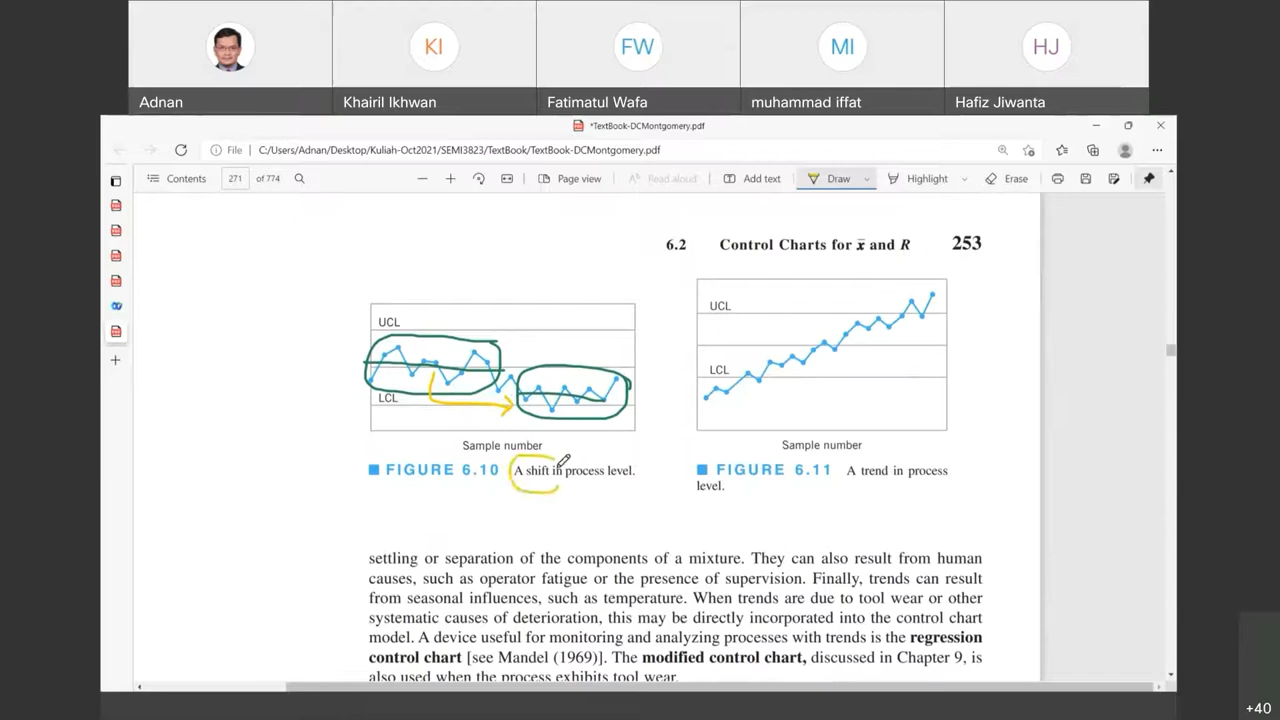 KI
FW
MI
HJ
Adnan
Khairil Ikhwan
Fatimatul Wafa
muhammad iffat
Hafiz Jiwanta
*TextBook-DCMontgomery.pdf
File
C:/Users/Adnan/Desktop/Kuliah-Oct2021/SEMI3823/TextBook/TextBook-DCMontgomery.pdf
Contents 271 of 774 Page view Read aloud Add text Draw Highlight Erase
6.2 Control Charts for x̄ and R 253
UCL
LCL
Sample number
FIGURE 6.10 A shift in process level.
UCL
LCL
Sample number
FIGURE 6.11 A trend in process
level.
settling or separation of the components of a mixture. They can also result from human
causes, such as operator fatigue or the presence of supervision. Finally, trends can result
from seasonal influences, such as temperature. When trends are due to tool wear or other
systematic causes of deterioration, this may be directly incorporated into the control chart
model. A device useful for monitoring and analyzing processes with trends is the regression
control chart [see Mandel (1969)]. The modified control chart, discussed in Chapter 9, is
also used when the process exhibits tool wear.
+40